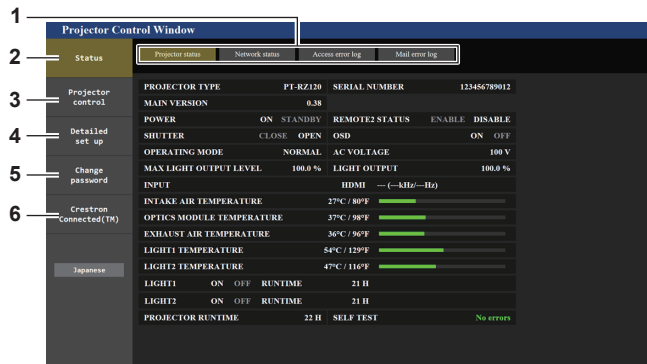 1
Projector Control Window
2
Status
Projector status Network status Access error log Mail error log
3
Projector
control
4
Detailed
set up
5
Change
password
6
Crestron
Connected(TM)
Japanese
PROJECTOR TYPE PT-RZ120 SERIAL NUMBER 123456789012
MAIN VERSION 0.38
POWER ON STANDBY REMOTE2 STATUS ENABLE DISABLE
SHUTTER CLOSE OPEN OSD ON OFF
OPERATING MODE NORMAL AC VOLTAGE 100 V
MAX LIGHT OUTPUT LEVEL 100.0 % LIGHT OUTPUT 100.0 %
INPUT HDMI --- (---kHz/---Hz)
INTAKE AIR TEMPERATURE 27°C / 80°F
OPTICS MODULE TEMPERATURE 37°C / 98°F
EXHAUST AIR TEMPERATURE 36°C / 96°F
LIGHT1 TEMPERATURE 54°C / 129°F
LIGHT2 TEMPERATURE 47°C / 116°F
LIGHT1 ON OFF RUNTIME 21 H
LIGHT2 ON OFF RUNTIME 21 H
PROJECTOR RUNTIME 22 H SELF TEST No errors